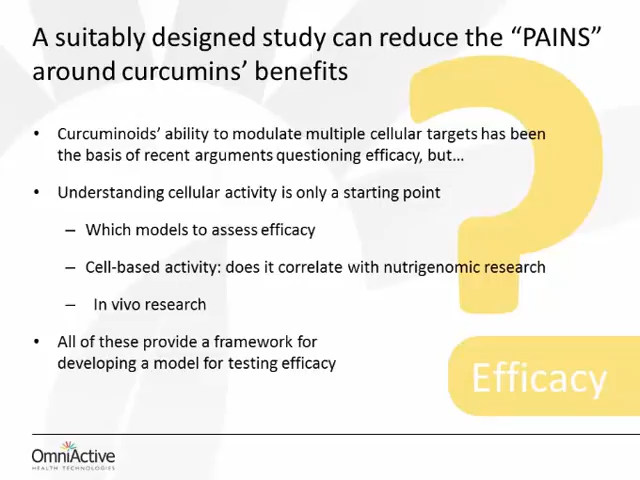 A suitably designed study can reduce the “PAINS”
around curcumins’ benefits
• Curcuminoids’ ability to modulate multiple cellular targets has been
the basis of recent arguments questioning efficacy, but…
• Understanding cellular activity is only a starting point
– Which models to assess efficacy
– Cell-based activity: does it correlate with nutrigenomic research
– In vivo research
• All of these provide a framework for
developing a model for testing efficacy
?
Efficacy
OmniActive
HEALTH TECHNOLOGIES